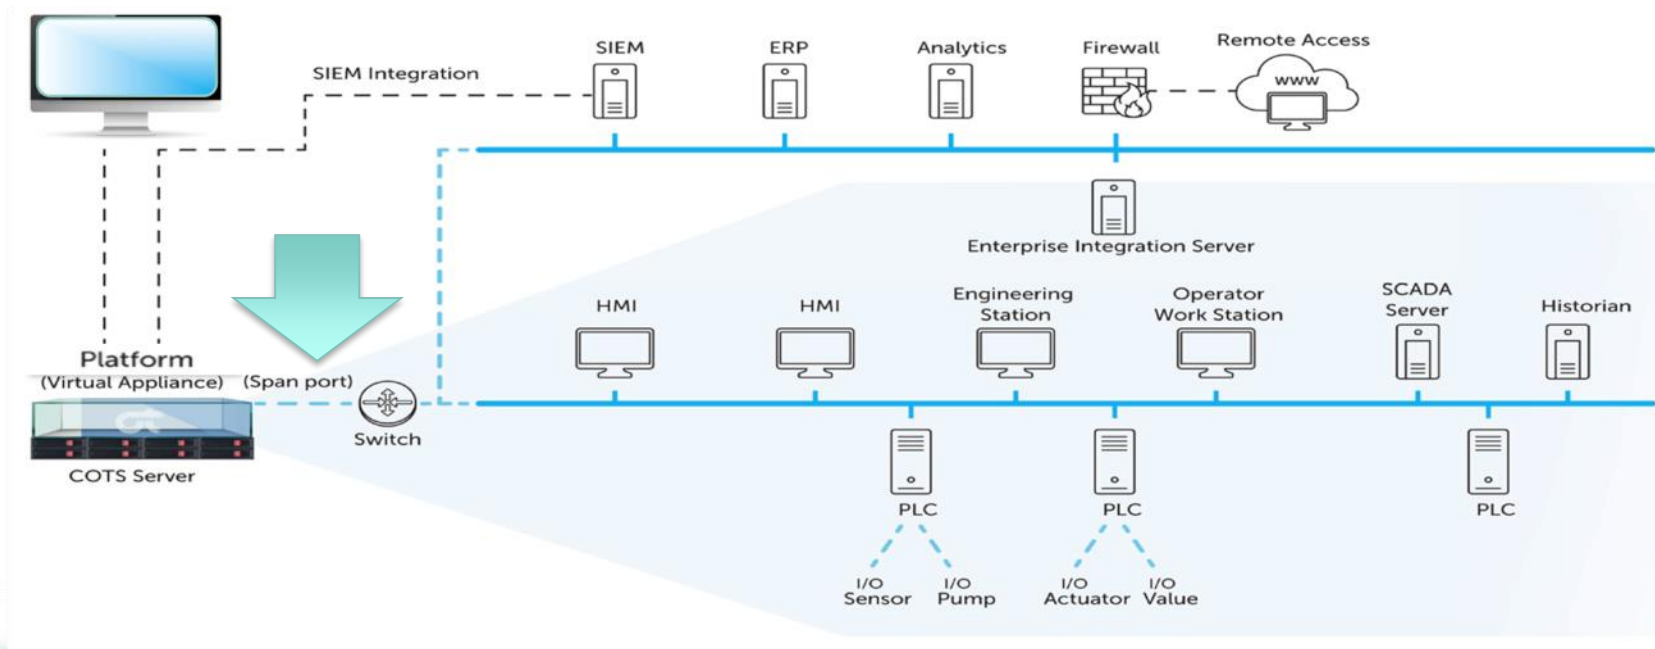 SIEM
ERP
Analytics
Firewall
Remote Access
SIEM Integration
www
Enterprise Integration Server
HMI
HMI
Engineering
Station
Operator
Work Station
SCADA
Server
Historian
Platform
(Virtual Appliance)
(Span port)
Switch
COTS Server
PLC
PLC
PLC
I/O
Sensor
I/O
Pump
I/O
Actuator
I/O
Value